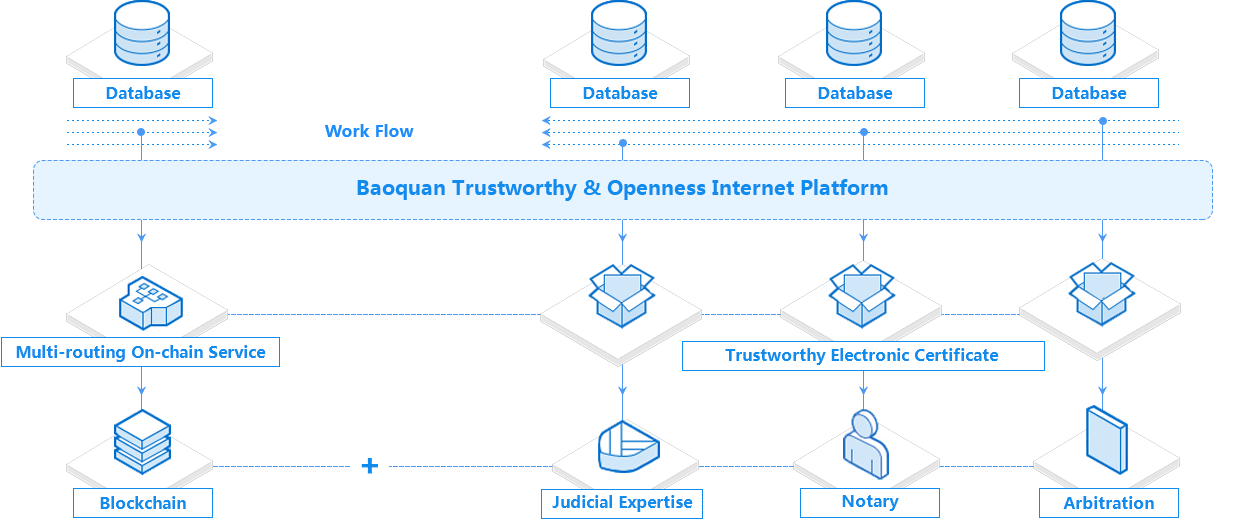 Database
Database
Database
Database
Work Flow
Baoquan Trustworthy & Openness Internet Platform
Multi-routing On-chain Service
Trustworthy Electronic Certificate
+
Blockchain
Judicial Expertise
Notary
Arbitration